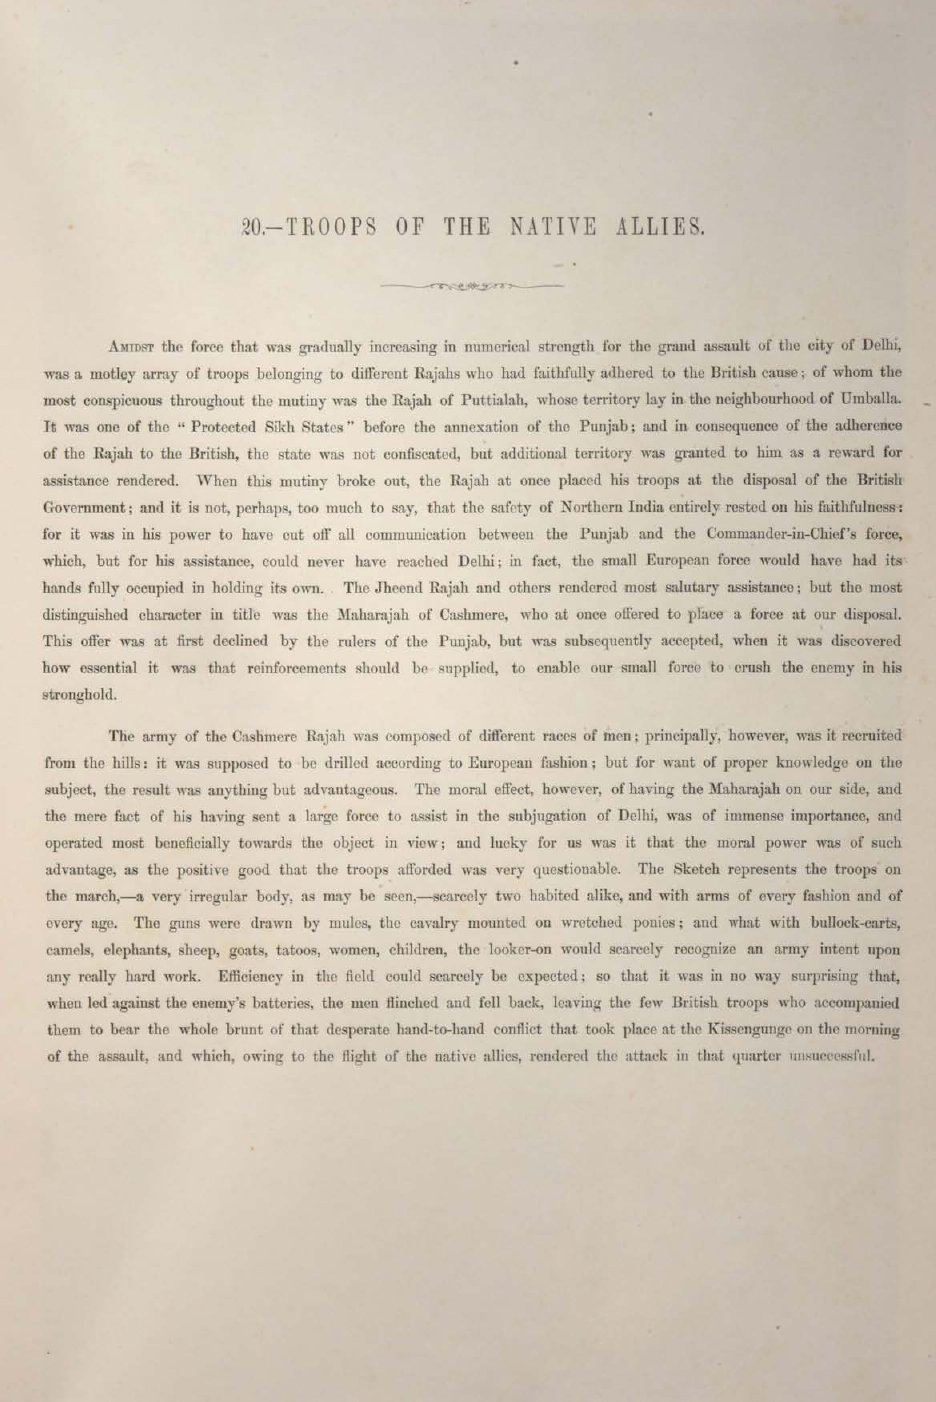 20.—TROOPS OF THE NATIVE ALLIES.
AMIDST the force that was gradually increasing in numerical strength for the grand assault of the city of Delhi,
was a motley array of troops belonging to different Rajahs who had faithfully adhered to the British cause; of whom the
most conspicuous throughout the mutiny was the Rajah of Puttialah, whose territory lay in the neighbourhood of Umballa.
It was one of the "Protected Sikh States" before the annexation of the Punjab; and in consequence of the adherence
of the Rajah to the British, the state was not confiscated, but additional territory was granted to him as a reward for
assistance rendered. When this mutiny broke out, the Rajah at once placed his troops at the disposal of the British
Government; and it is not, perhaps, too much to say, that the safety of Northern India entirely rested on his faithfulness:
for it was in his power to have cut off all communication between the Punjab and the Commander-in-Chief's force,
which, but for his assistance, could never have reached Delhi; in fact, the small European force would have had its
hands fully occupied in holding its own. The Jheend Rajah and others rendered most salutary assistance; but the most
distinguished character in title was the Maharajah of Cashmere, who at once offered to place a force at our disposal.
This offer was at first declined by the rulers of the Punjab, but was subsequently accepted, when it was discovered
how essential it was that reinforcements should be supplied, to enable our small force to crush the enemy in his
stronghold.
The army of the Cashmere Rajah was composed of different races of men; principally, however, was it recruited
from the hills: it was supposed to be drilled according to European fashion; but for want of proper knowledge on the
subject, the result was anything but advantageous. The moral effect, however, of having the Maharajah on our side, and
the mere fact of his having sent a large force to assist in the subjugation of Delhi, was of immense importance, and
operated most beneficially towards the object in view; and lucky for us was it that the moral power was of such
advantage, as the positive good that the troops afforded was very questionable. The Sketch represents the troops on
the march,—a very irregular body, as may be seen,—scarcely two habited alike, and with arms of every fashion and of
every age. The guns were drawn by mules, the cavalry mounted on wretched ponies; and what with bullock-carts,
camels, elephants, sheep, goats, tatoos, women, children, the looker-on would scarcely recognize an army intent upon
any really hard work. Efficiency in the field could scarcely be expected; so that it was in no way surprising that,
when led against the enemy's batteries, the men flinched and fell back, leaving the few British troops who accompanied
them to bear the whole brunt of that desperate hand-to-hand conflict that took place at the Kissengunge on the morning
of the assault, and which, owing to the flight of the native allies, rendered the attack in that quarter unsuccessful.